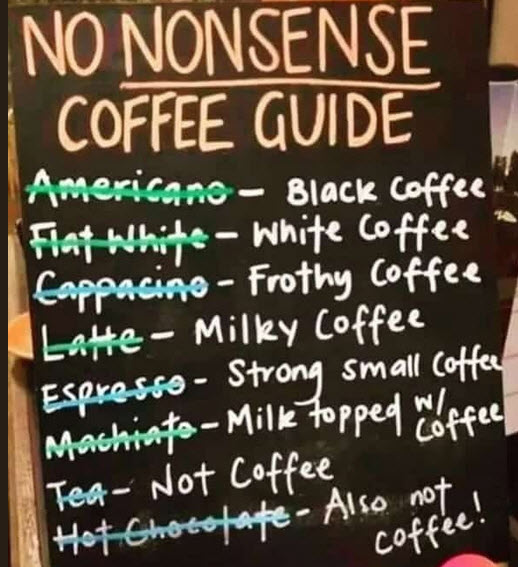 NO NONSENSE
COFFEE GUIDE
Americano - Black Coffee
Flat White - White Coffee
Cappacino - Frothy Coffee
Latte - Milky Coffee
Espresso - Strong small Coffee
Machiato - Milk topped w/ Coffee
Tea - Not Coffee
Hot Chocolate - Also not coffee!